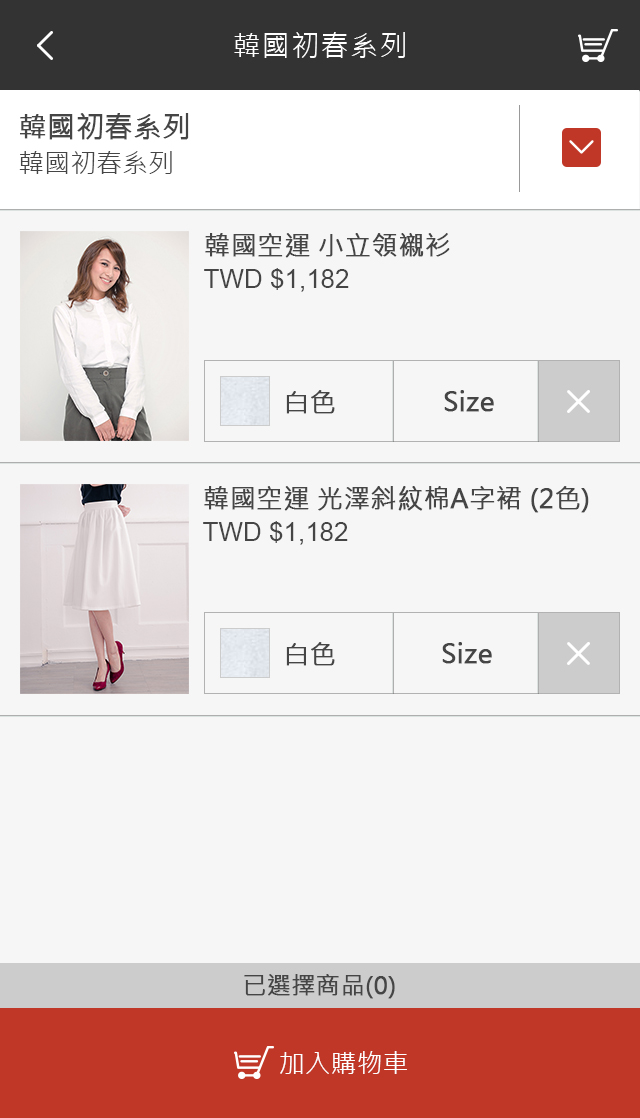 韓國初春系列
韓國初春系列
韓國初春系列
韓國空運 小立領襯衫
TWD $1,182
白色
Size
韓國空運 光澤斜紋棉A字裙 (2色)
TWD $1,182
白色
Size
已選擇商品(0)
加入購物車